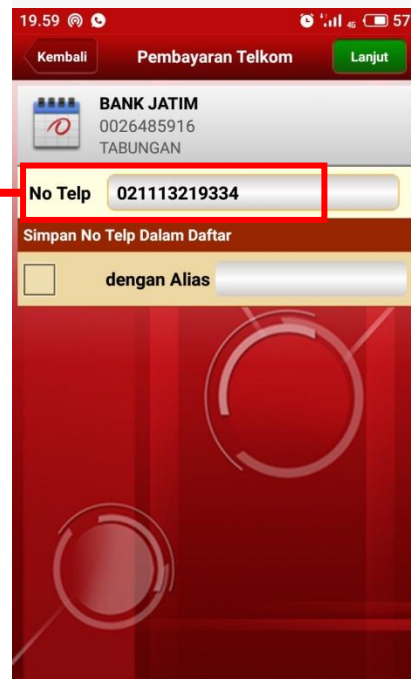 19.59 4G 57
Kembali Pembayaran Telkom Lanjut
BANK JATIM
0026485916
TABUNGAN
No Telp 021113219334
Simpan No Telp Dalam Daftar
dengan Alias